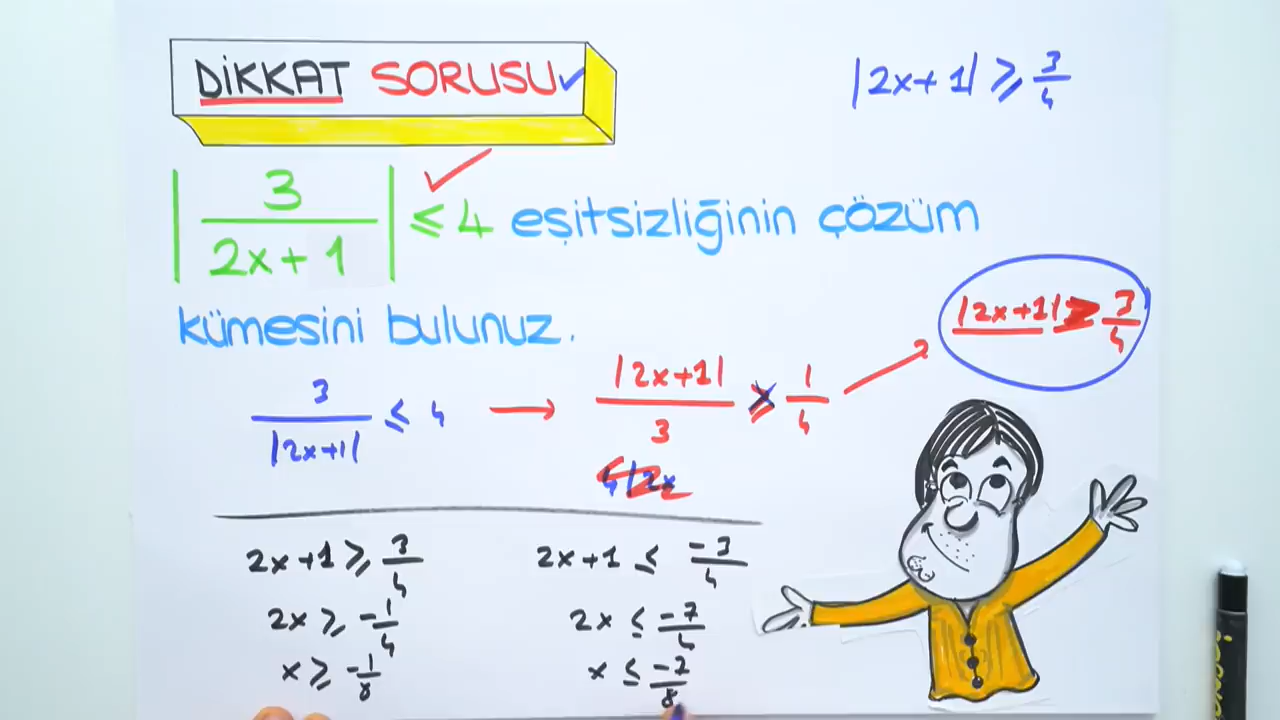 DİKKAT SORUSU
|2x+1| ≥ 3/4
|3/(2x+1)| ≤ 4 eşitsizliğinin çözüm
kümesini bulunuz.
|2x+1| ≥ 3/4
3/|2x+1| ≤ 4 → |2x+1|/3 ≥ 1/4
2x+1 ≥ 3/4 2x+1 ≤ -3/4
2x ≥ -1/4 2x ≤ -7/4
x ≥ -1/8 x ≤ -7/8